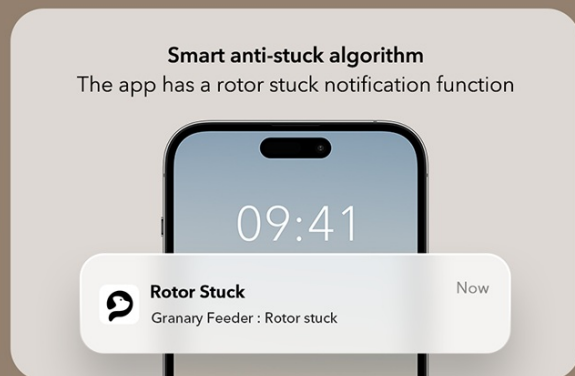 Smart anti-stuck algorithm
The app has a rotor stuck notification function
09:41
Rotor Stuck
Now
Granary Feeder : Rotor stuck